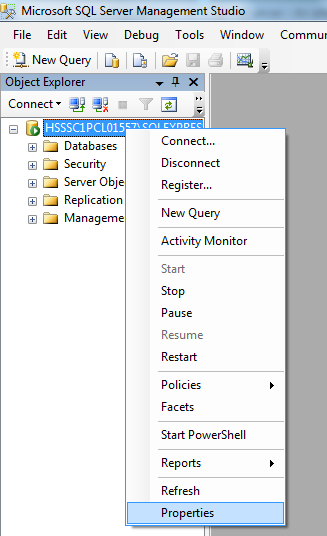 Microsoft SQL Server Management Studio
File Edit View Debug Tools Window Commu
New Query
Object Explorer
Connect
HSSSC1PCL01557\SQLEXPRES
Databases
Security
Server Obje
Replication
Manageme
Connect...
Disconnect
Register...
New Query
Activity Monitor
Start
Stop
Pause
Resume
Restart
Policies
Facets
Start PowerShell
Reports
Refresh
Properties